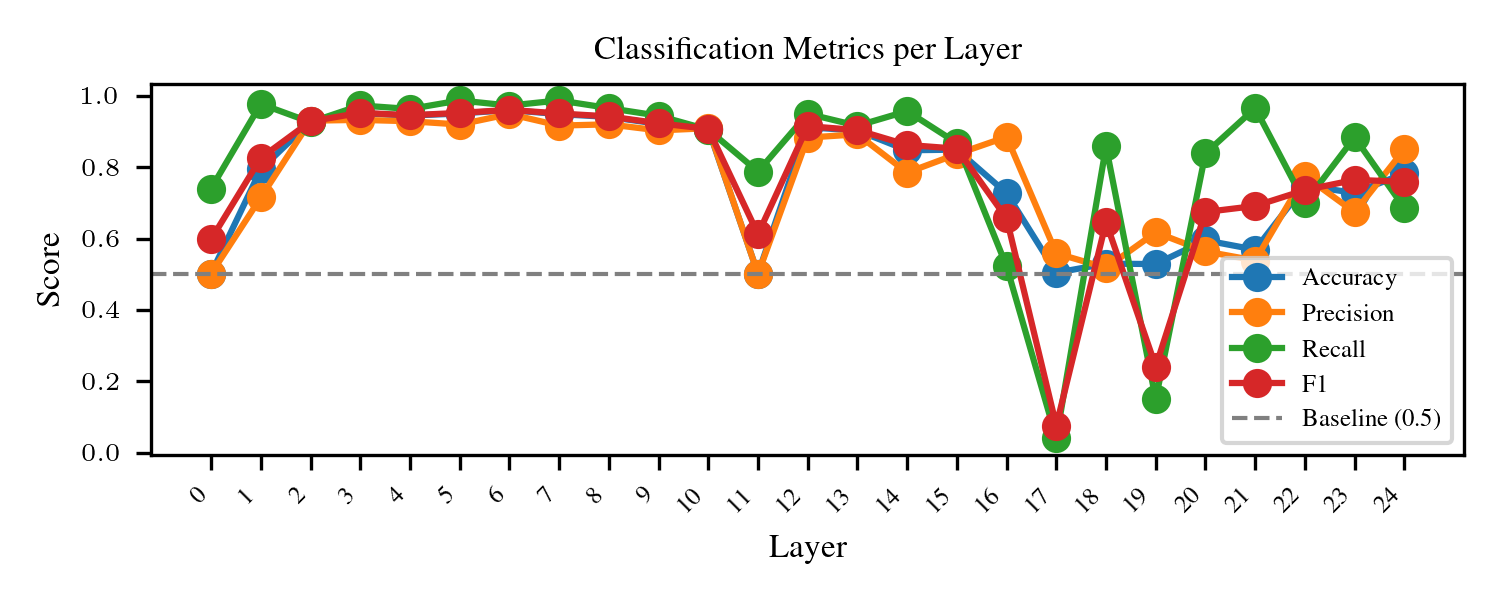 Classification Metrics per Layer
Score
1.0
0.8
0.6
0.4
0.2
0.0
0 1 2 3 4 5 6 7 8 9 10 11 12 13 14 15 16 17 18 19 20 21 22 23 24
Layer
Accuracy
Precision
Recall
F1
Baseline (0.5)